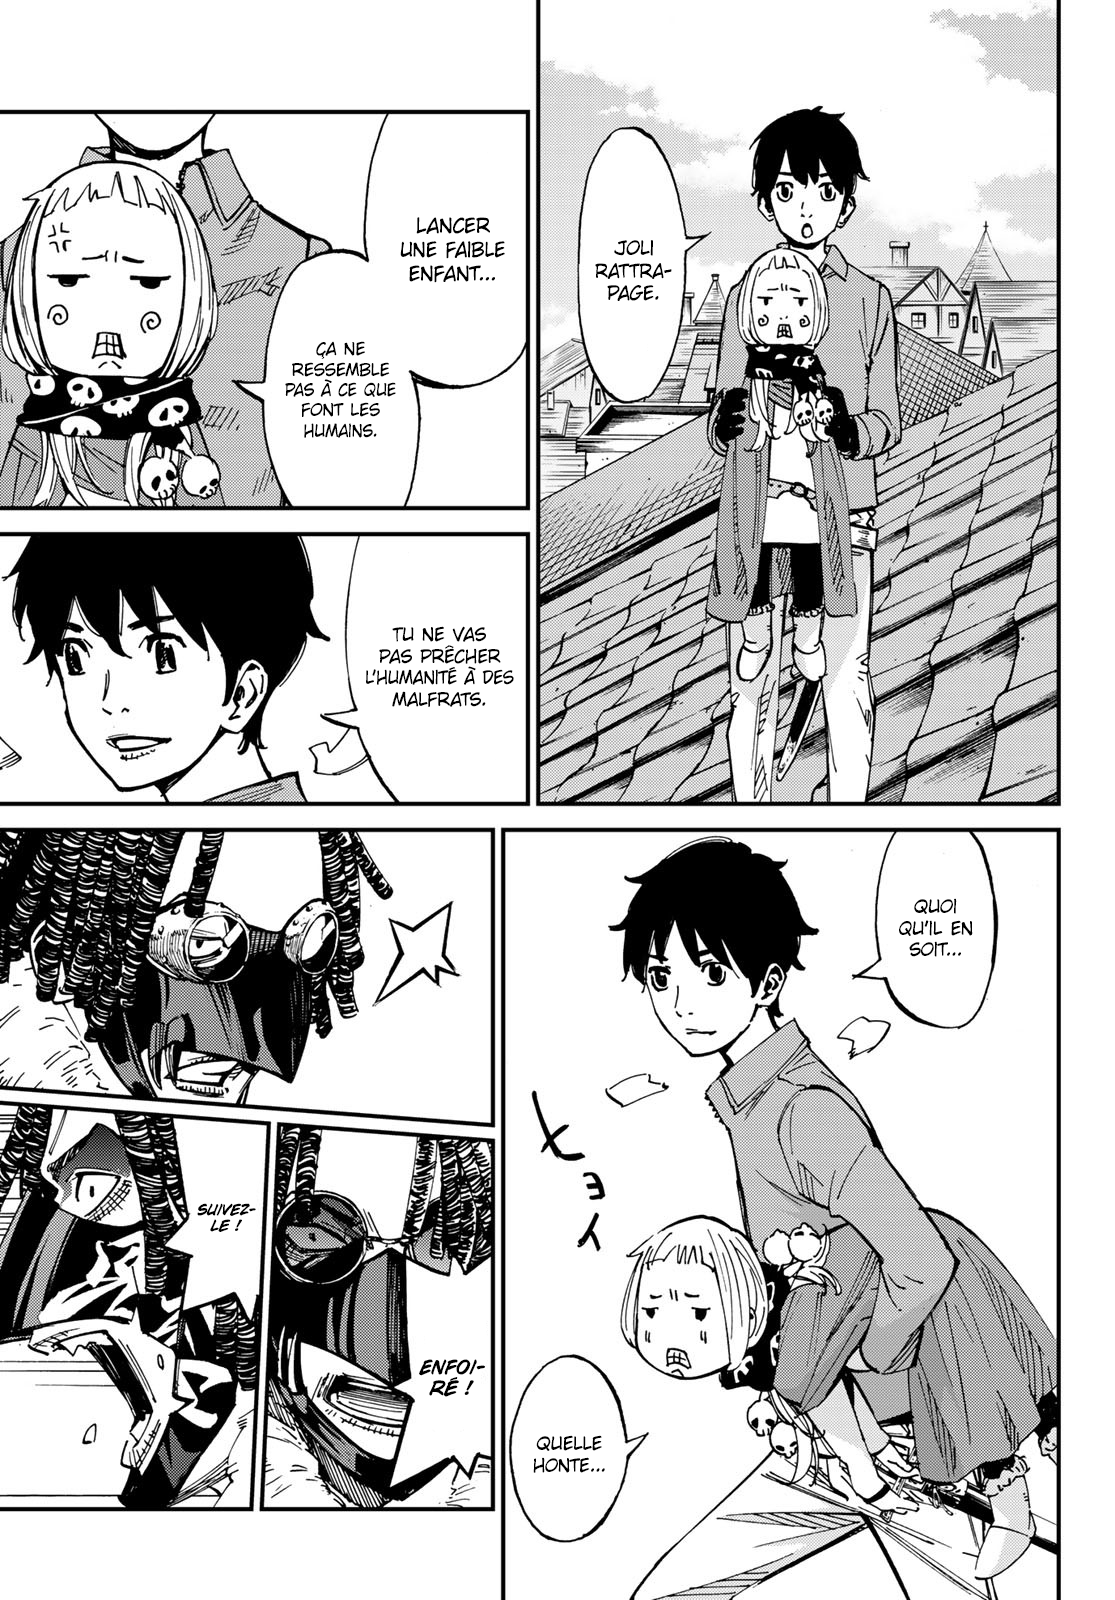 JOLI
RATTRA-
PAGE.
LANCER
UNE FAIBLE
ENFANT...
ÇA NE
RESSEMBLE
PAS À CE QUE
FONT LES
HUMAINS.
TU NE VAS
PAS PRÊCHER
L'HUMANITÉ À DES
MALFRATS.
QUOI
QU'IL EN
SOIT...
ヒョイ
QUELLE
HONTE...
ENFOI-
RÉ !
SUIVEZ-
LE !